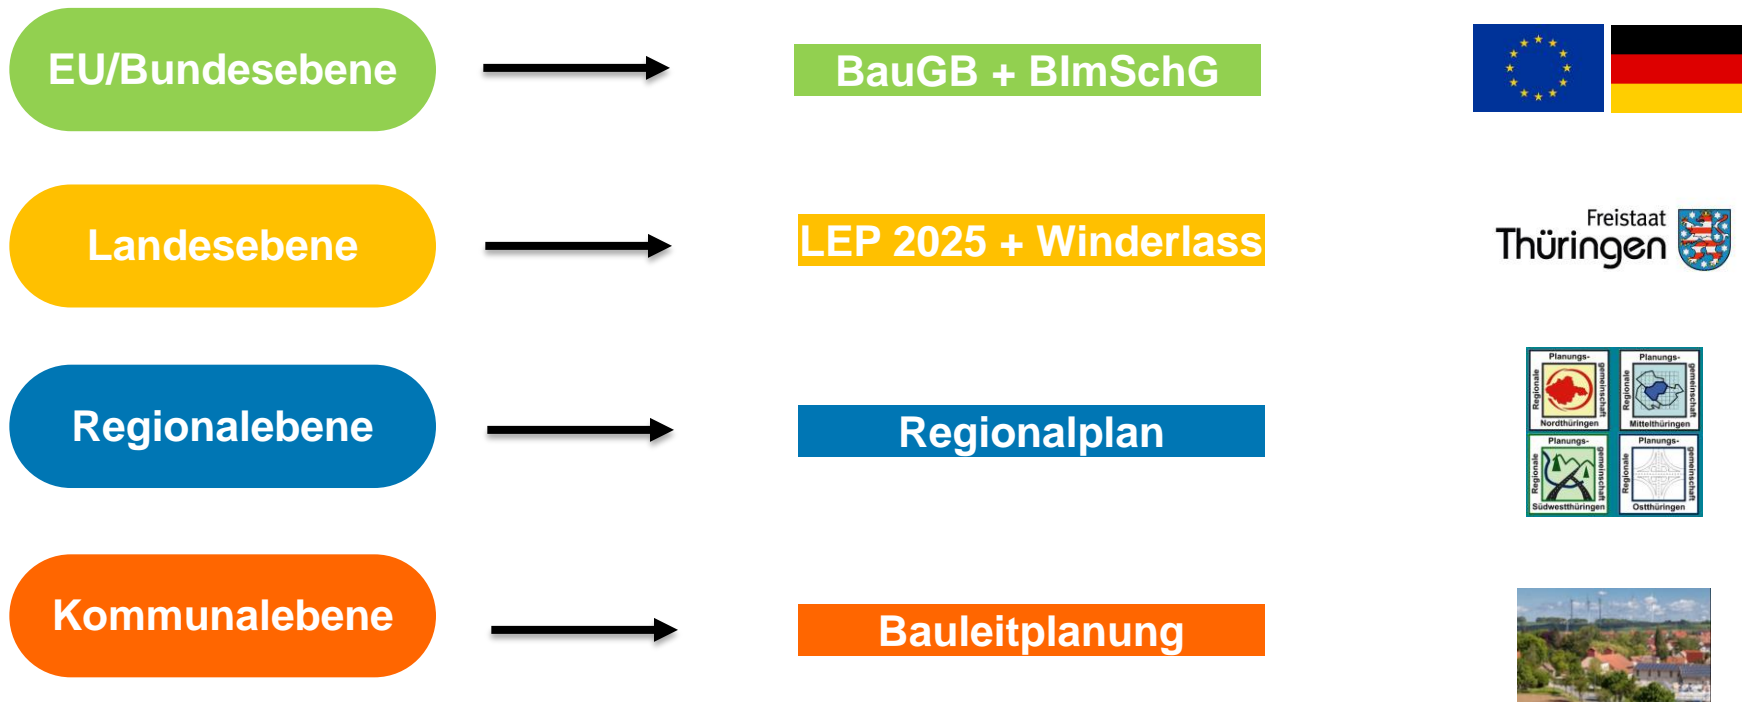 EU/Bundesebene
BauGB + BImSchG
Landesebene
LEP 2025 + Winderlass
Freistaat
Thüringen
Regionalebene
Regionalplan
Planungs-
Regionale
gemeinschaft
Nordthüringen
Planungs-
Regionale
gemeinschaft
Mittelthüringen
Planungs-
Regionale
gemeinschaft
Südwestthüringen
Planungs-
Regionale
gemeinschaft
Ostthüringen
Kommunalebene
Bauleitplanung